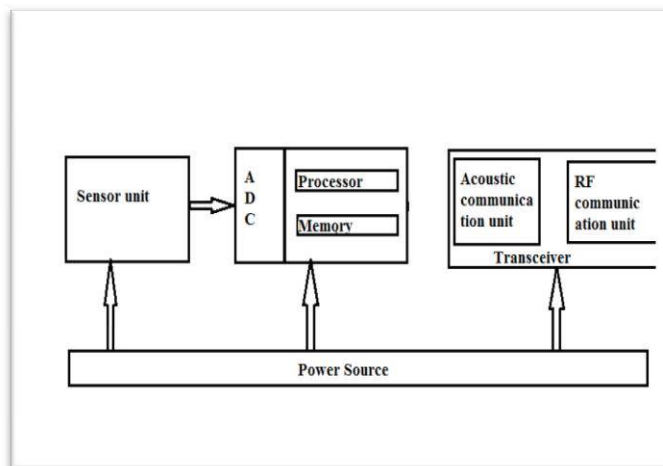 Sensor unit
A
D
C
Processor
Memory
Acoustic
communica
tion unit
RF
communic
ation unit
Transceiver
Power Source